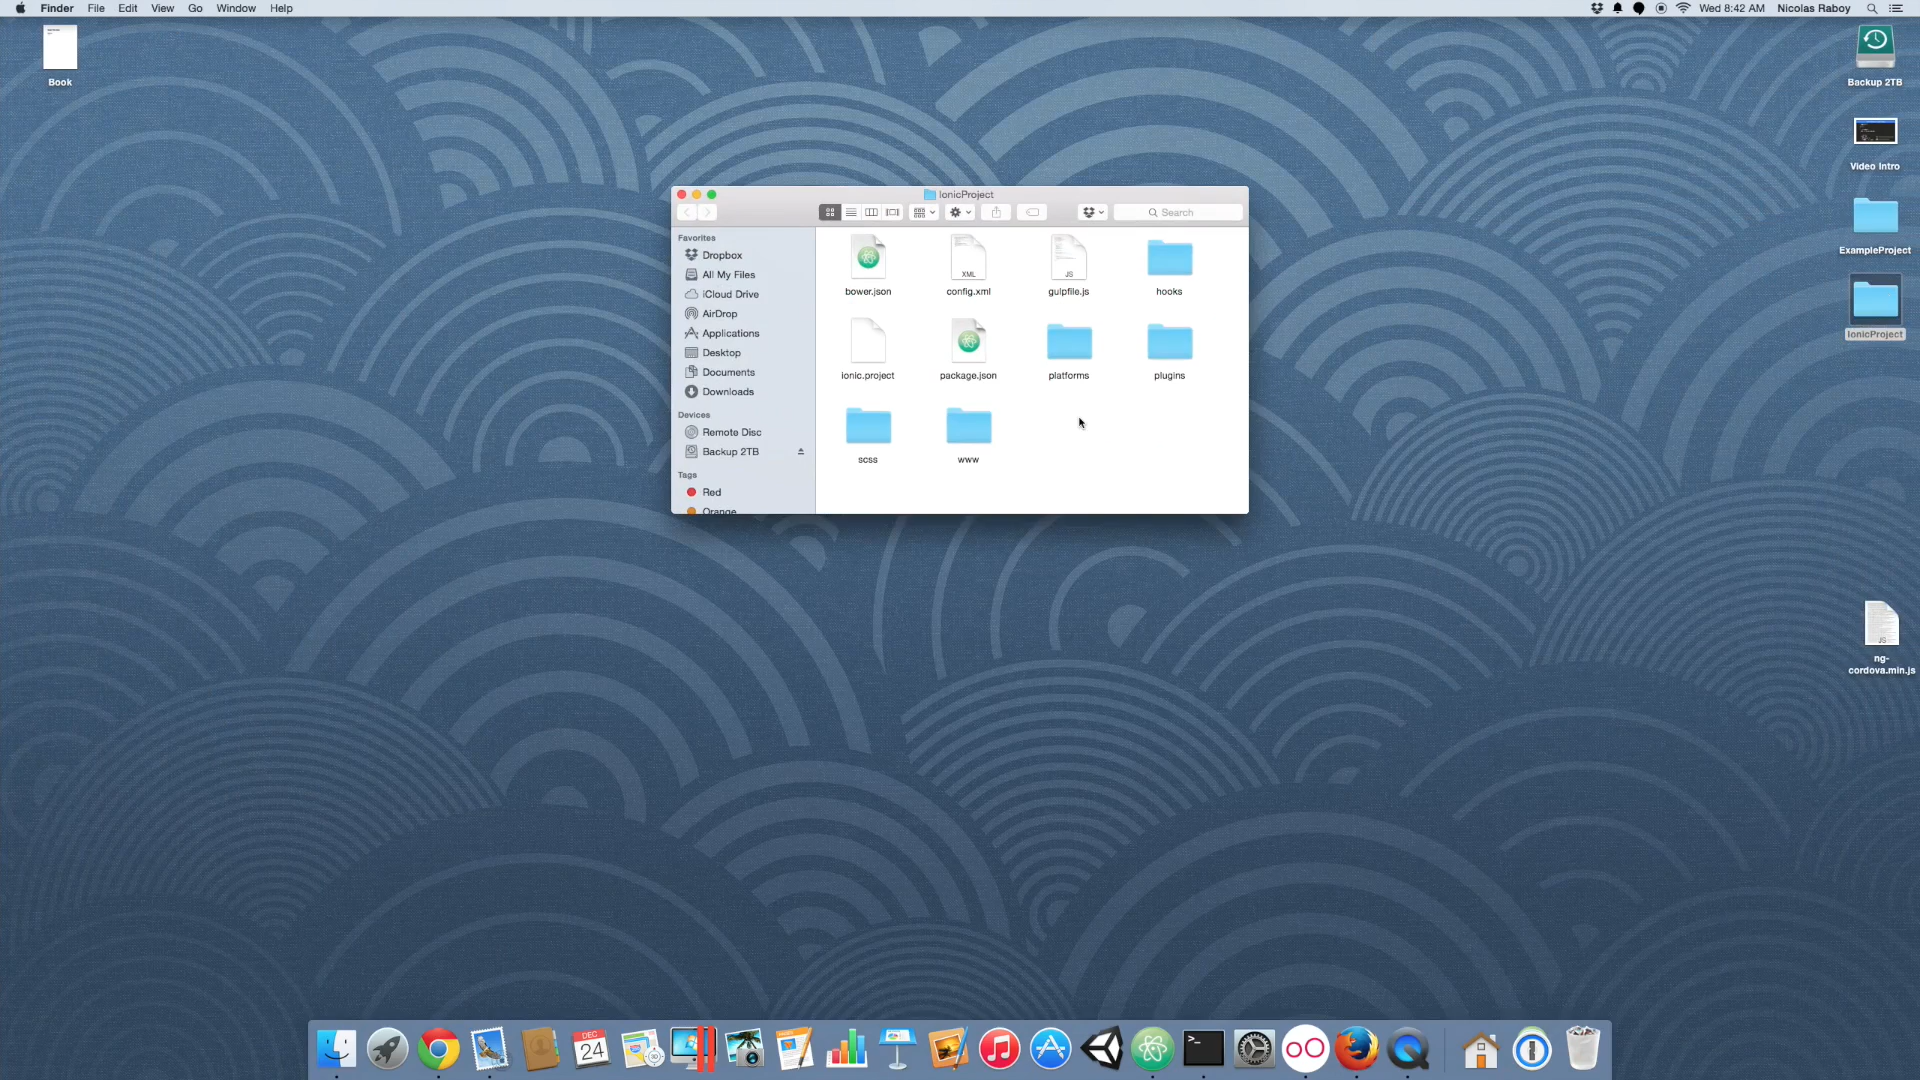 Finder File Edit View Go Window Help
Wed 8:42 AM Nicolas Raboy
Book
Backup 2TB
Video Intro
ExampleProject
IonicProject
ng-
cordova.min.js
IonicProject
Search
Favorites
Dropbox
All My Files
iCloud Drive
AirDrop
Applications
Desktop
Documents
Downloads
Devices
Remote Disc
Backup 2TB
Tags
Red
Orange
bower.json
config.xml
XML
gulpfile.js
JS
hooks
ionic.project
package.json
platforms
plugins
scss
www
JS
DEC
24